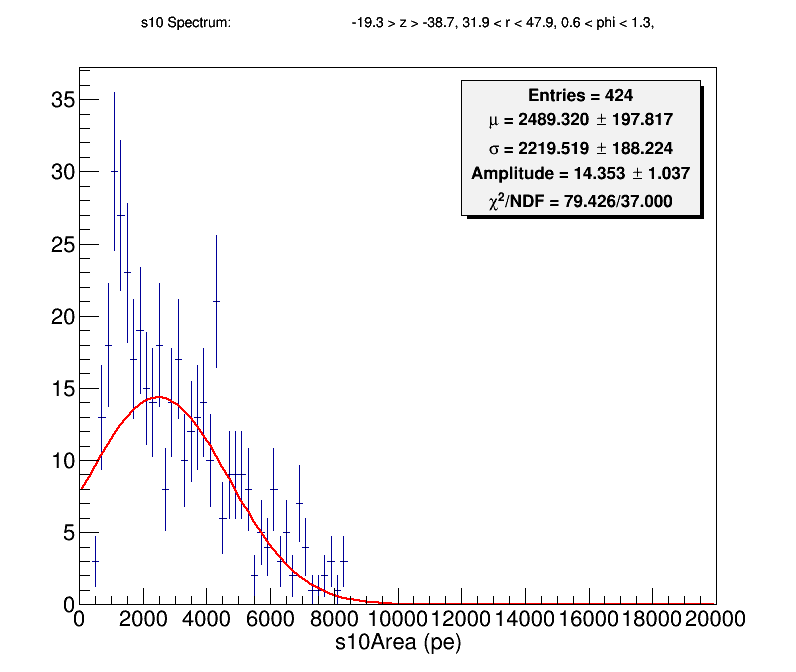 s10 Spectrum: -19.3 > z > -38.7, 31.9 < r < 47.9, 0.6 < phi < 1.3,
Entries = 424
μ = 2489.320 ± 197.817
σ = 2219.519 ± 188.224
Amplitude = 14.353 ± 1.037
χ²/NDF = 79.426/37.000
35
30
25
20
15
10
5
0
0 2000 4000 6000 8000 10000 12000 14000 16000 18000 20000
s10Area (pe)